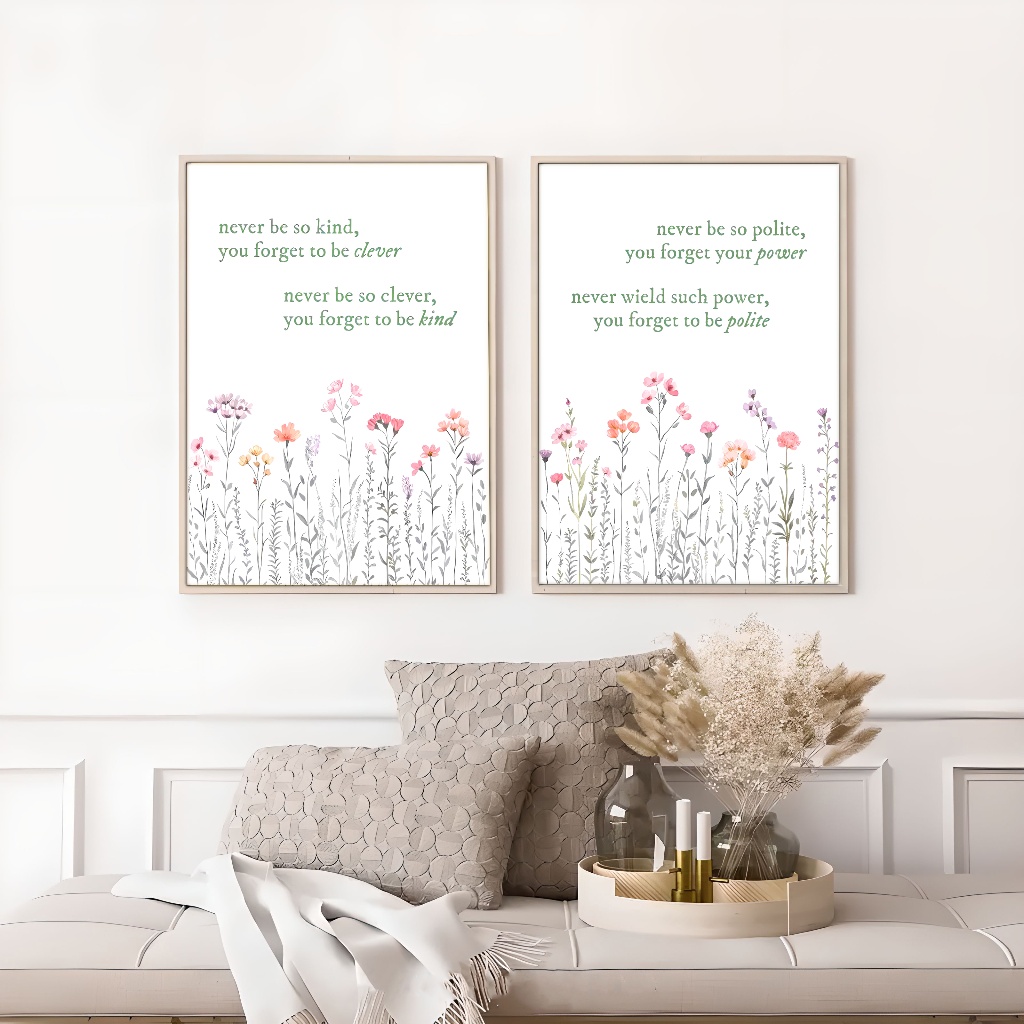 never be so kind,
you forget to be clever
never be so clever,
you forget to be kind
never be so polite,
you forget your power
never wield such power,
you forget to be polite